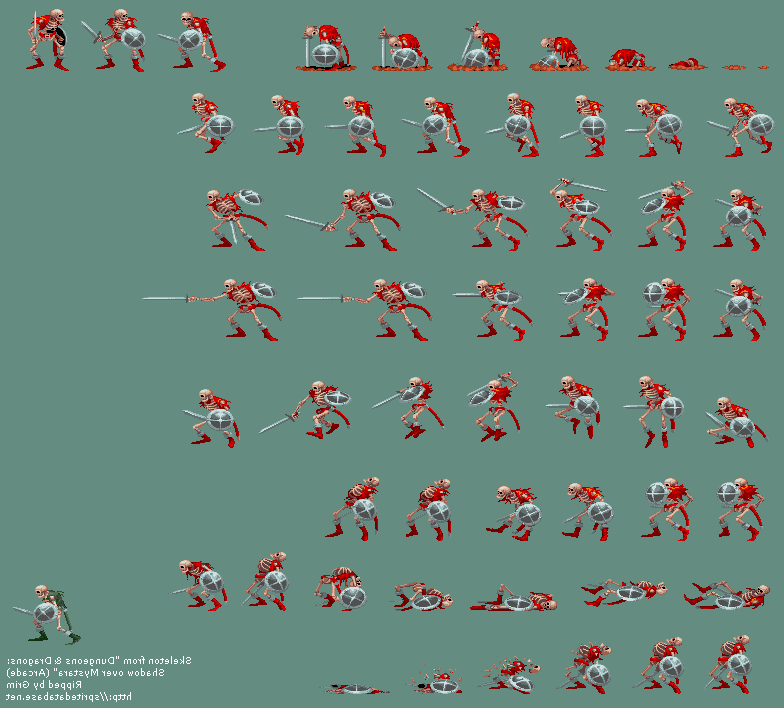 Skeleton from "Dungeons & Dragons:
Shadow over Mystara" (Arcade)
Ripped by Grim
http://spritedatabase.net